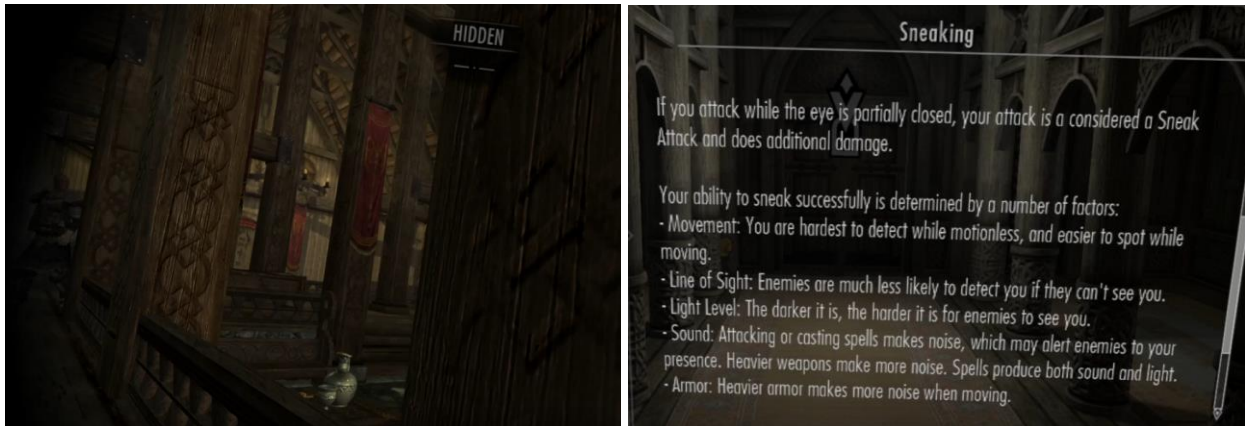 HIDDEN
Sneaking
If you attack while the eye is partially closed, your attack is a considered a Sneak
Attack and does additional damage.
Your ability to sneak successfully is determined by a number of factors:
- Movement: You are hardest to detect while motionless, and easier to spot while
moving.
- Line of Sight: Enemies are much less likely to detect you if they can't see you.
- Light Level: The darker it is, the harder it is for enemies to see you.
- Sound: Attacking or casting spells makes noise, which may alert enemies to your
presence. Heavier weapons make more noise. Spells produce both sound and light.
- Armor: Heavier armor makes more noise when moving.